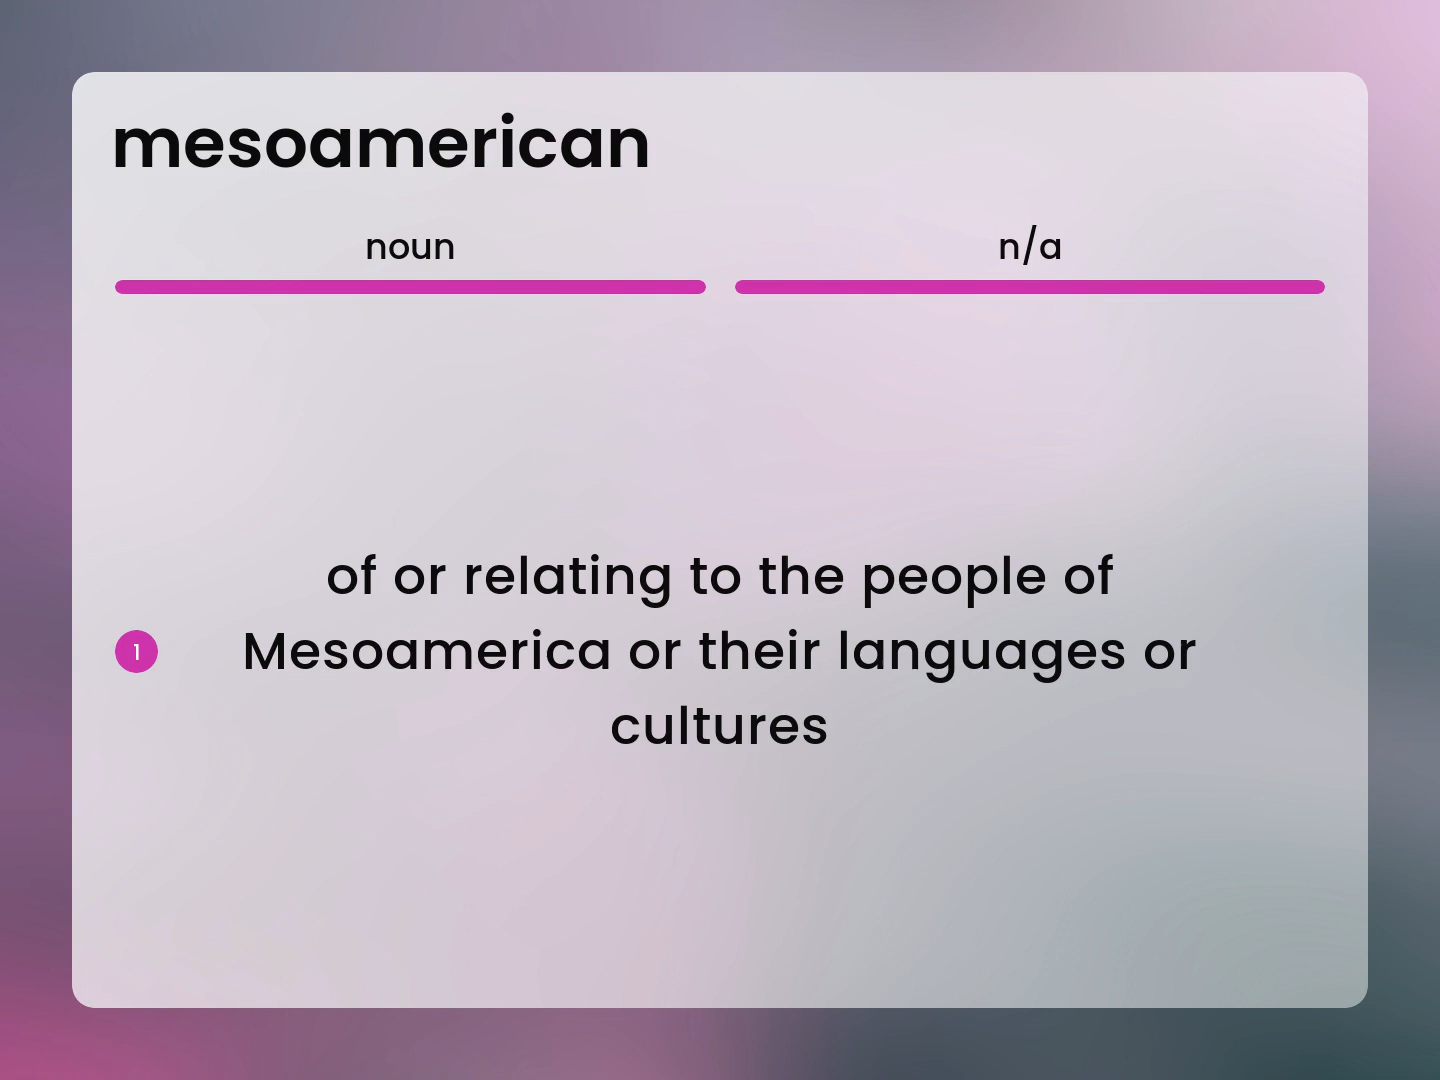 mesoamerican
noun
n/a
of or relating to the people of
1
Mesoamerica or their languages or
cultures